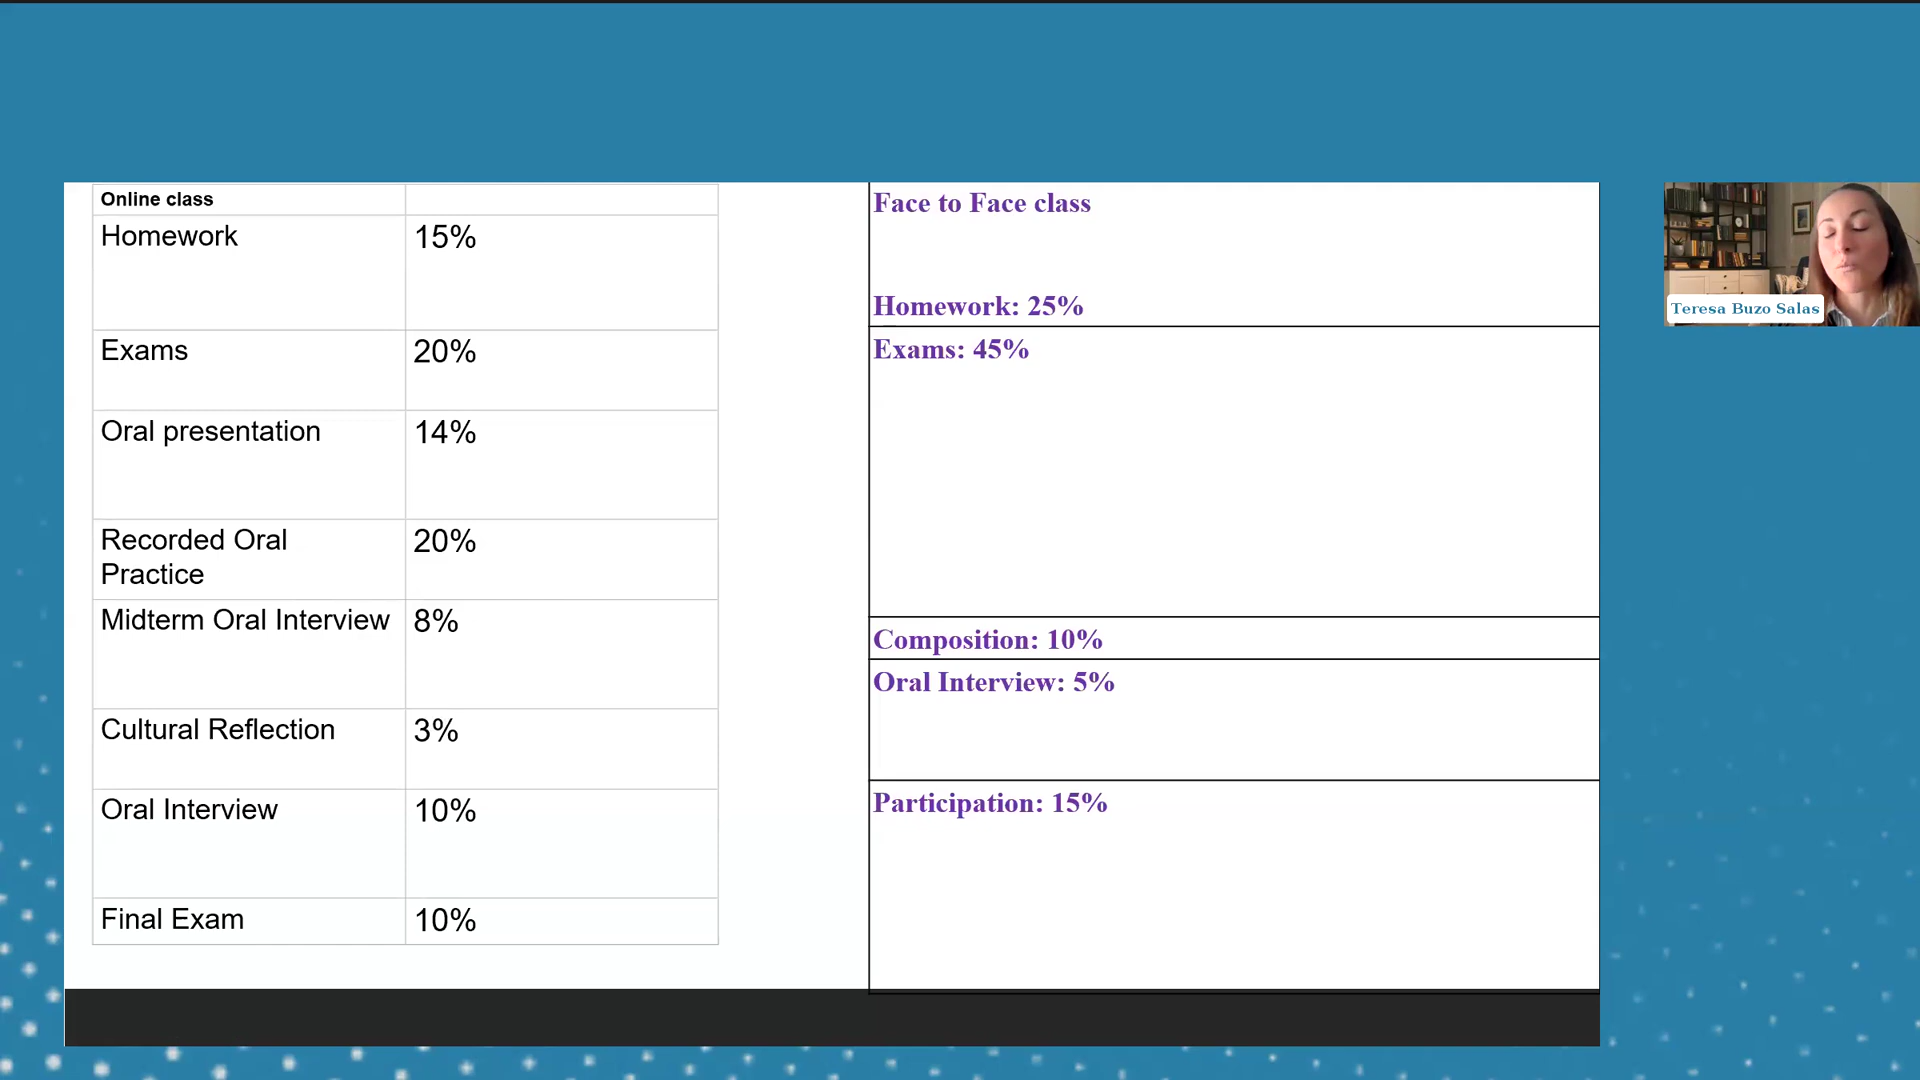 Online class
Homework 15%
Exams 20%
Oral presentation 14%
Recorded Oral
Practice 20%
Midterm Oral Interview 8%
Cultural Reflection 3%
Oral Interview 10%
Final Exam 10%
Face to Face class
Homework: 25%
Exams: 45%
Composition: 10%
Oral Interview: 5%
Participation: 15%
Teresa Buzo Salas